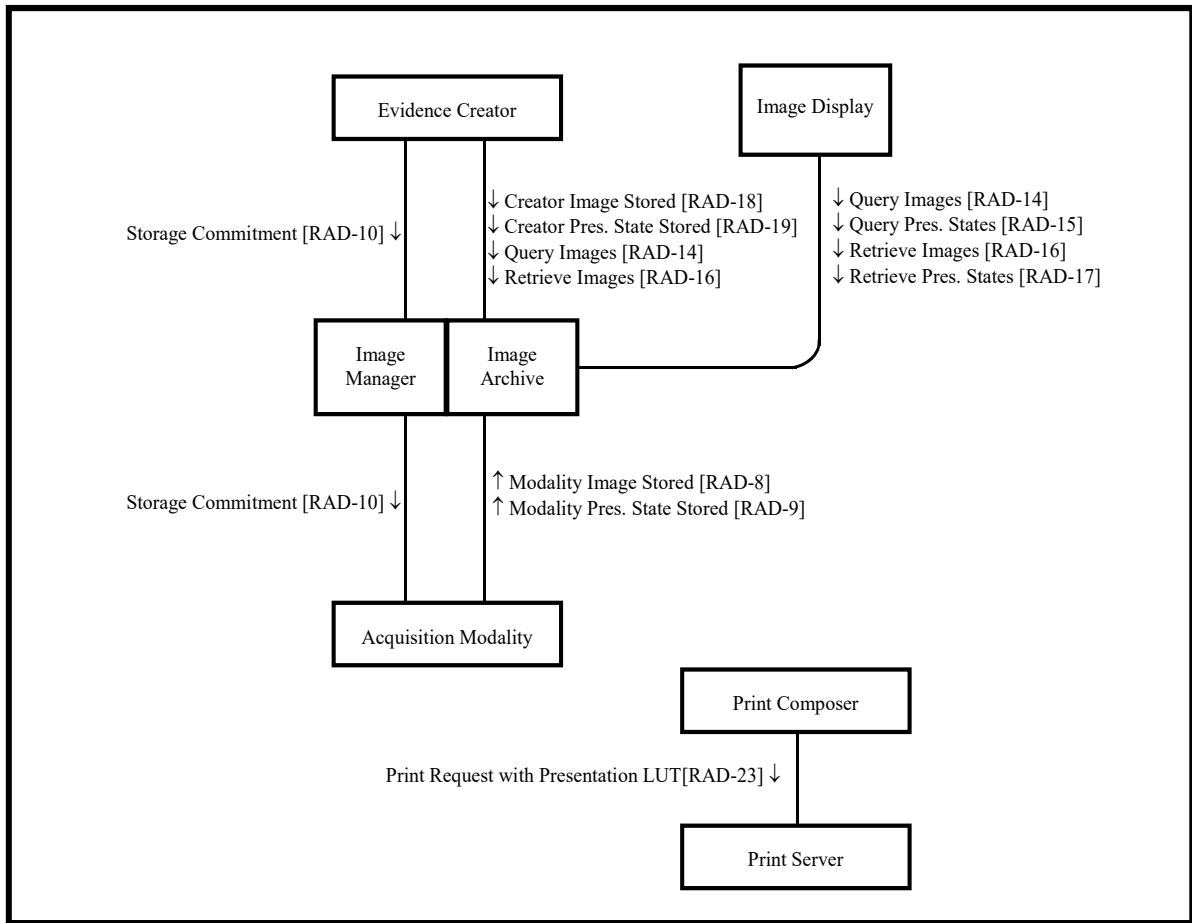 Evidence Creator
Image Display
Storage Commitment [RAD-10] ↓
↓ Creator Image Stored [RAD-18]
↓ Creator Pres. State Stored [RAD-19]
↓ Query Images [RAD-14]
↓ Retrieve Images [RAD-16]
↓ Query Images [RAD-14]
↓ Query Pres. States [RAD-15]
↓ Retrieve Images [RAD-16]
↓ Retrieve Pres. States [RAD-17]
Image
Manager
Image
Archive
Storage Commitment [RAD-10] ↓
↑ Modality Image Stored [RAD-8]
↑ Modality Pres. State Stored [RAD-9]
Acquisition Modality
Print Composer
Print Request with Presentation LUT[RAD-23] ↓
Print Server